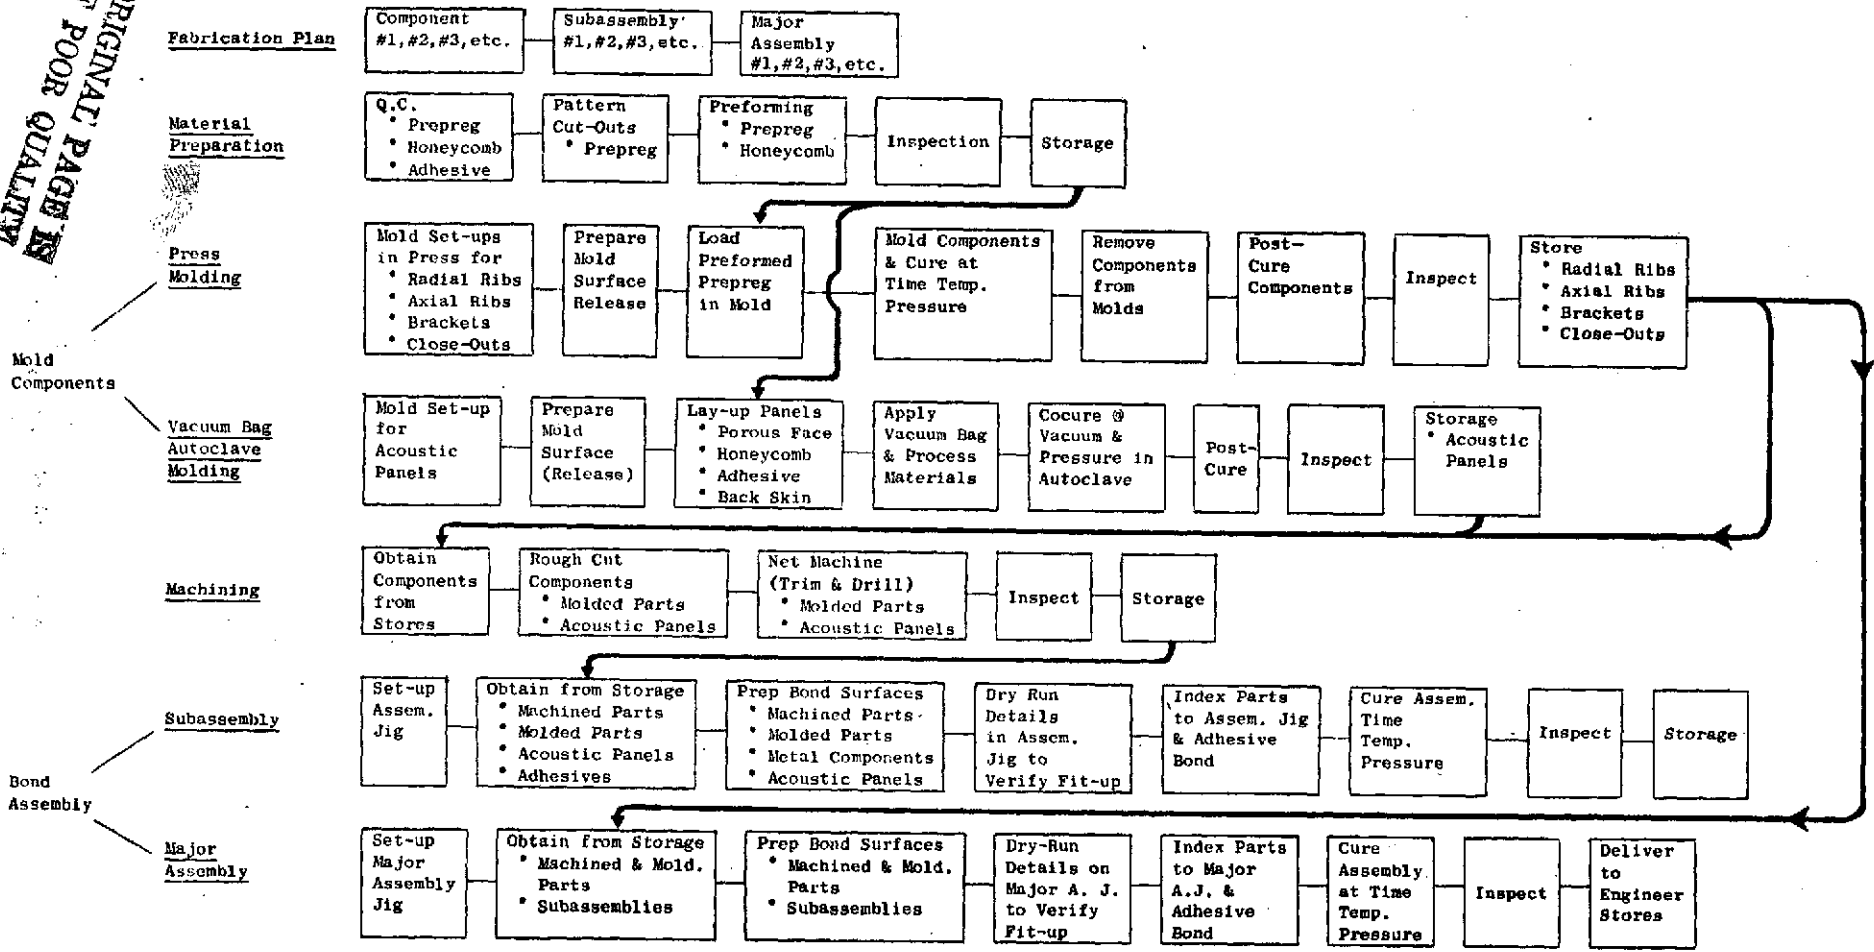 ORIGINAL PAGE IS
POOR QUALITY
Fabrication Plan
Component
#1,#2,#3,etc.
Subassembly
#1,#2,#3,etc.
Major
Assembly
#1,#2,#3,etc.
Material
Preparation
Q.C.
• Prepreg
• Honeycomb
• Adhesive
Pattern
Cut-Outs
• Prepreg
Preforming
• Prepreg
• Honeycomb
Inspection
Storage
Mold
Components
Press
Molding
Mold Set-ups
in Press for
• Radial Ribs
• Axial Ribs
• Brackets
• Close-Outs
Prepare
Mold
Surface
Release
Load
Preformed
Prepreg
in Mold
Mold Components
& Cure at
Time Temp.
Pressure
Remove
Components
from
Molds
Post-
Cure
Components
Inspect
Store
• Radial Ribs
• Axial Ribs
• Brackets
• Close-Outs
Vacuum Bag
Autoclave
Molding
Mold Set-up
for
Acoustic
Panels
Prepare
Mold
Surface
(Release)
Lay-up Panels
• Porous Face
• Honeycomb
• Adhesive
• Back Skin
Apply
Vacuum Bag
& Process
Materials
Cocure @
Vacuum &
Pressure in
Autoclave
Post-
Cure
Inspect
Storage
• Acoustic
Panels
Machining
Obtain
Components
from
Stores
Rough Cut
Components
• Molded Parts
• Acoustic Panels
Net Machine
(Trim & Drill)
• Molded Parts
• Acoustic Panels
Inspect
Storage
Bond
Assembly
Subassembly
Set-up
Assem.
Jig
Obtain from Storage
• Machined Parts
• Molded Parts
• Acoustic Panels
• Adhesives
Prep Bond Surfaces
• Machined Parts
• Molded Parts
• Metal Components
• Acoustic Panels
Dry Run
Details
in Assem.
Jig to
Verify Fit-up
Index Parts
to Assem. Jig
& Adhesive
Bond
Cure Assem.
Time
Temp.
Pressure
Inspect
Storage
Major
Assembly
Set-up
Major
Assembly
Jig
Obtain from Storage
• Machined & Mold.
Parts
• Subassemblies
Prep Bond Surfaces
• Machined & Mold.
Parts
• Subassemblies
Dry-Run
Details on
Major A. J.
to Verify
Fit-up
Index Parts
to Major
A.J. &
Adhesive
Bond
Cure
Assembly
at Time
Temp.
Pressure
Inspect
Deliver
to
Engineer
Stores